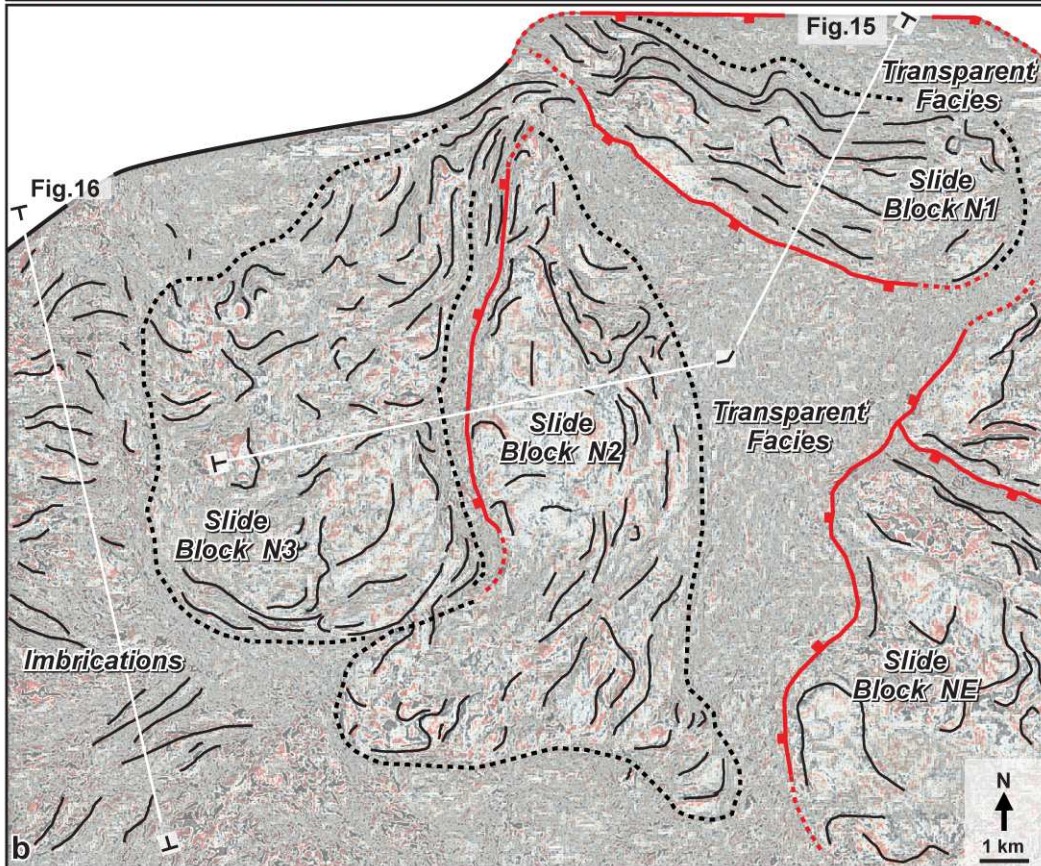 Fig.15
Transparent
Facies
Fig.16
Slide
Block N1
Slide
Block N2
Transparent
Facies
Slide
Block N3
Imbrications
Slide
Block NE
N
1 km
b